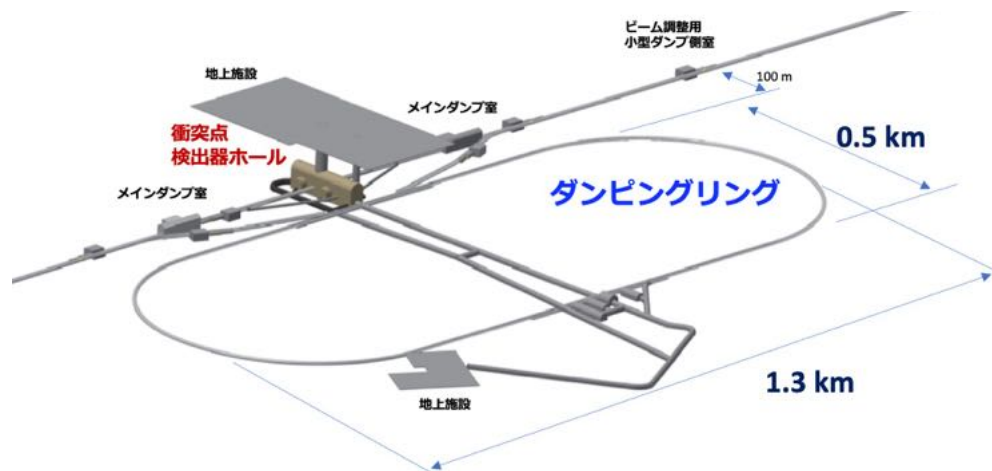 ビーム調整用
小型ダンプ側室
地上施設
100 m
メインダンプ室
衝突点
検出器ホール
0.5 km
メインダンプ室
ダンピングリング
1.3 km
地上施設